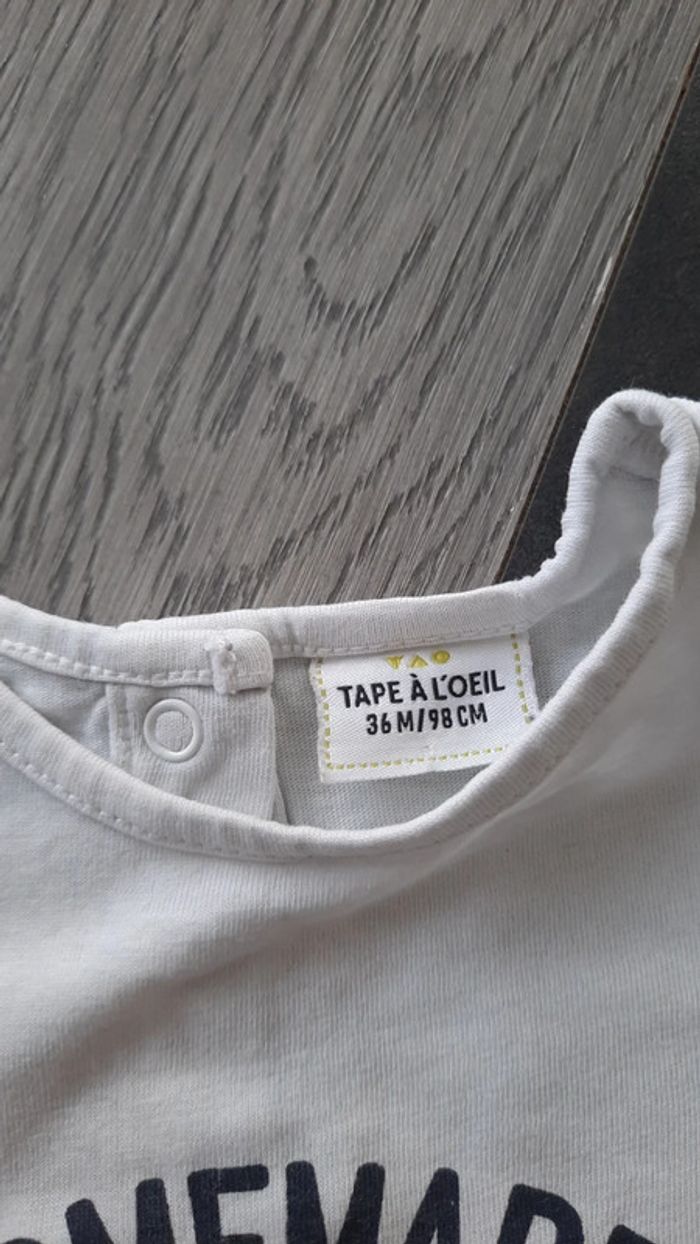 TAO
TAPE À L'OEIL
36 M/98 CM